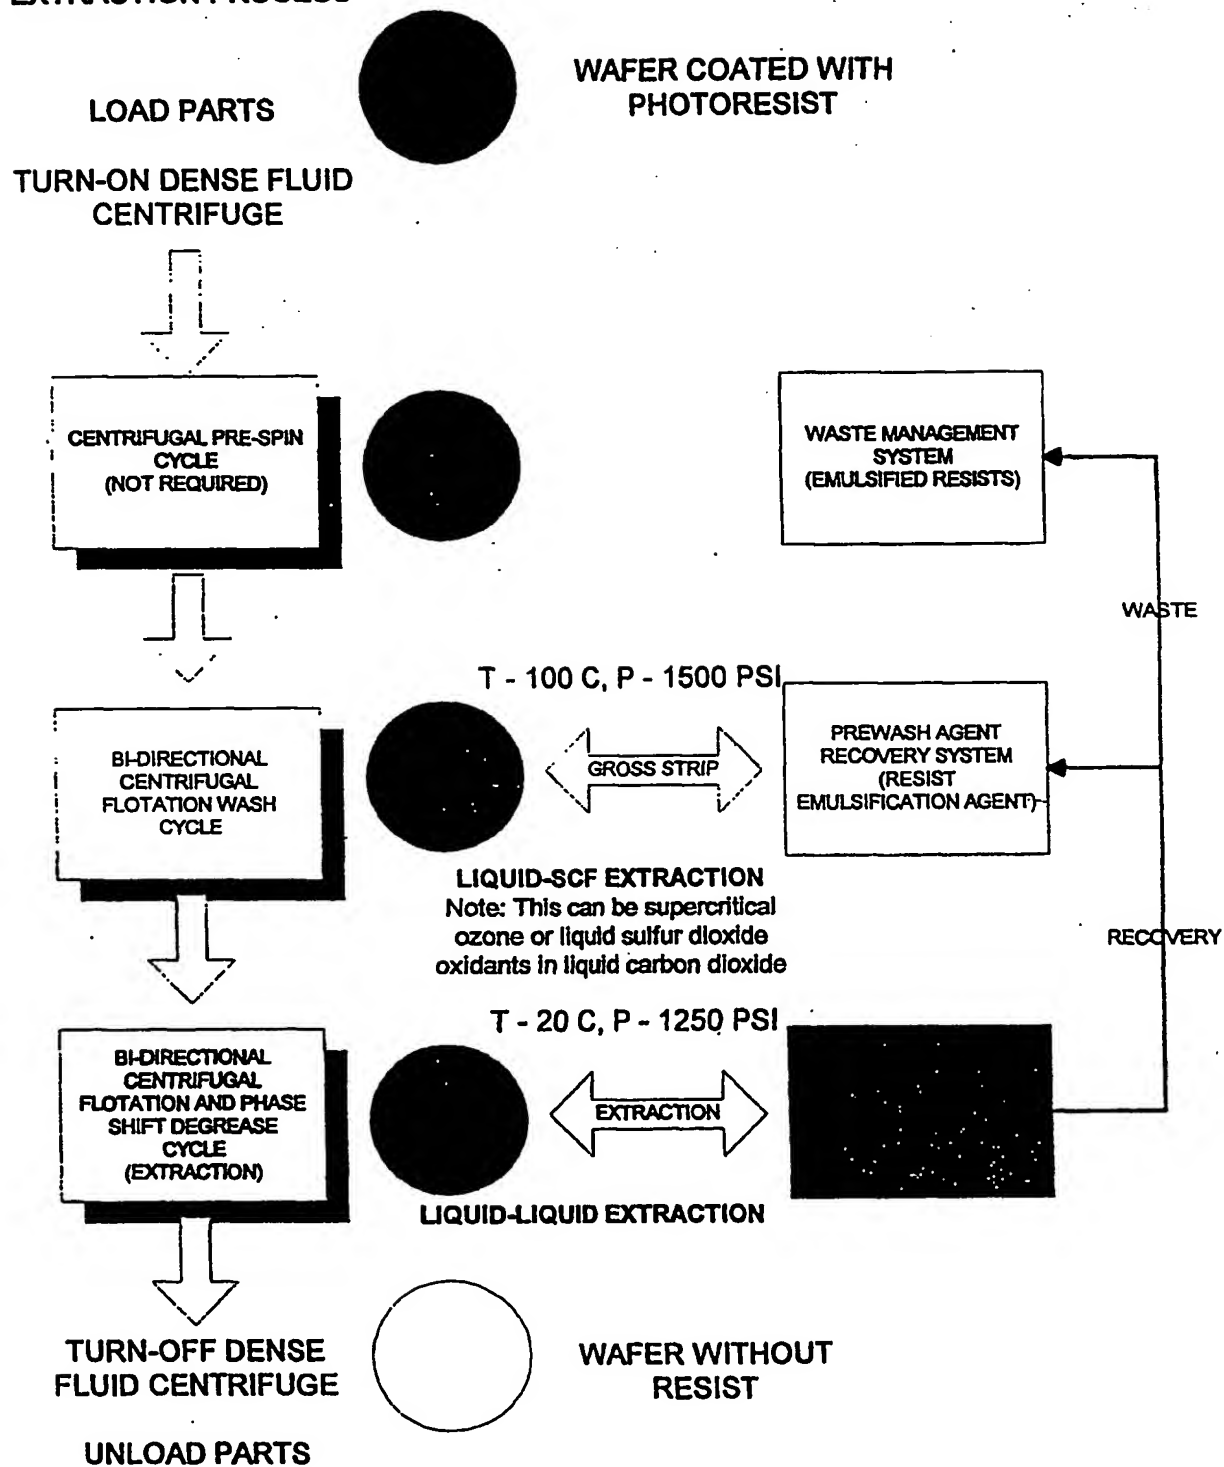 EXTRACTION PROCESS
WAFER COATED WITH
PHOTORESIST
LOAD PARTS
TURN-ON DENSE FLUID
CENTRIFUGE
CENTRIFUGAL PRE-SPIN
CYCLE
(NOT REQUIRED)
WASTE MANAGEMENT
SYSTEM
(EMULSIFIED RESISTS)
WASTE
T - 100 C, P - 1500 PSI
BI-DIRECTIONAL
CENTRIFUGAL
FLOTATION WASH
CYCLE
GROSS STRIP
PREWASH AGENT
RECOVERY SYSTEM
(RESIST
EMULSIFICATION AGENT)
LIQUID-SCF EXTRACTION
Note: This can be supercritical
ozone or liquid sulfur dioxide
oxidants in liquid carbon dioxide
RECOVERY
T - 20 C, P - 1250 PSI
BI-DIRECTIONAL
CENTRIFUGAL
FLOTATION AND PHASE
SHIFT DEGREASE
CYCLE
(EXTRACTION)
EXTRACTION
LIQUID-LIQUID EXTRACTION
TURN-OFF DENSE
FLUID CENTRIFUGE
WAFER WITHOUT
RESIST
UNLOAD PARTS